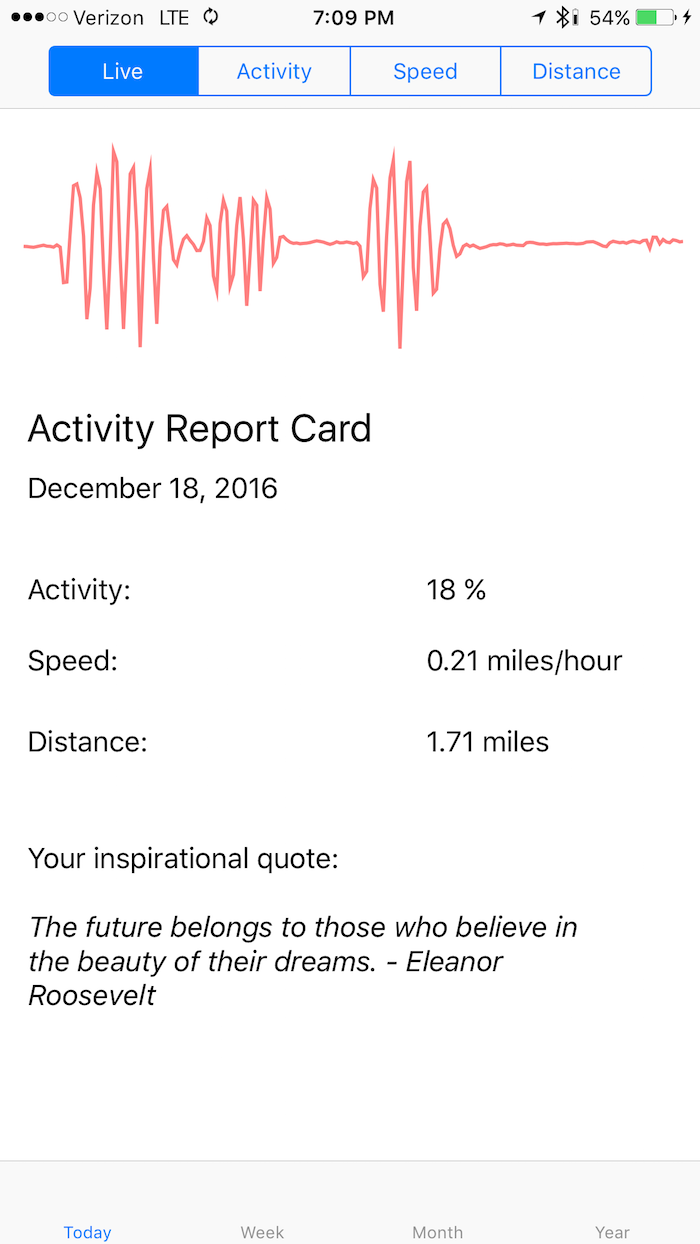 Verizon LTE 7:09 PM 54%
Live Activity Speed Distance
Activity Report Card
December 18, 2016
Activity: 18 %
Speed: 0.21 miles/hour
Distance: 1.71 miles
Your inspirational quote:
The future belongs to those who believe in
the beauty of their dreams. - Eleanor
Roosevelt
Today Week Month Year